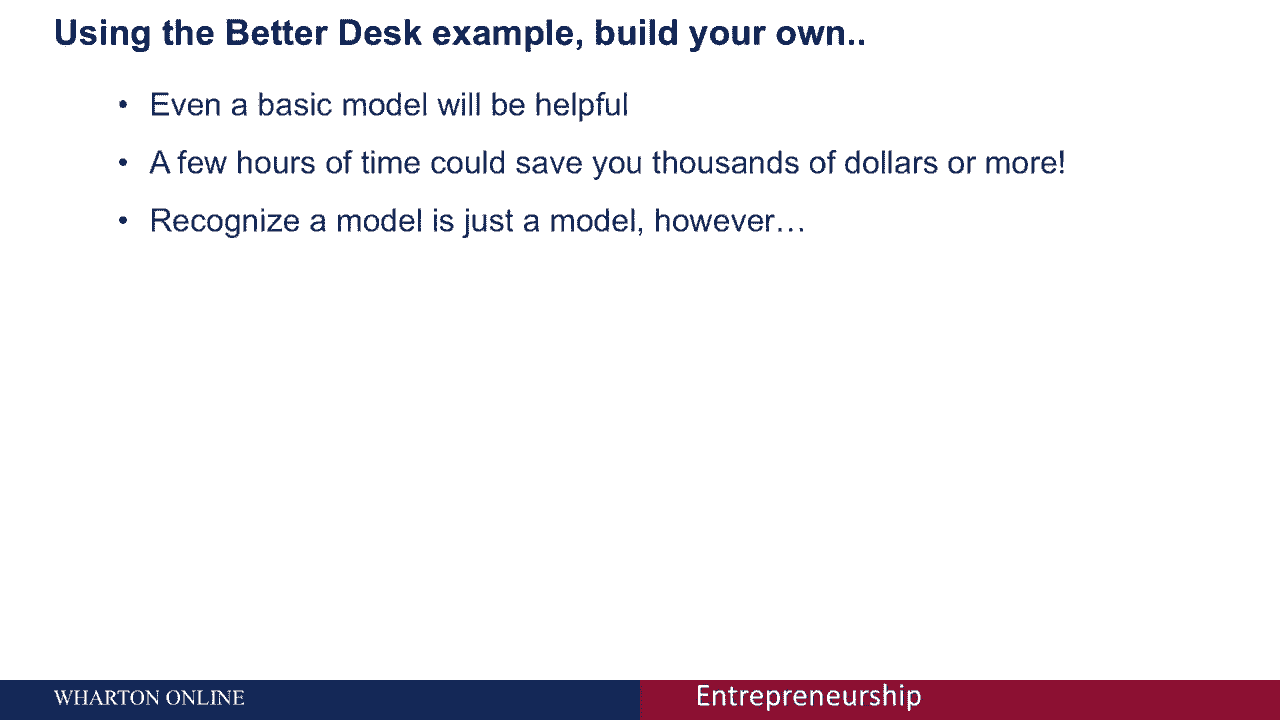 Using the Better Desk example, build your own..
• Even a basic model will be helpful
• A few hours of time could save you thousands of dollars or more!
• Recognize a model is just a model, however…
WHARTON ONLINE
Entrepreneurship